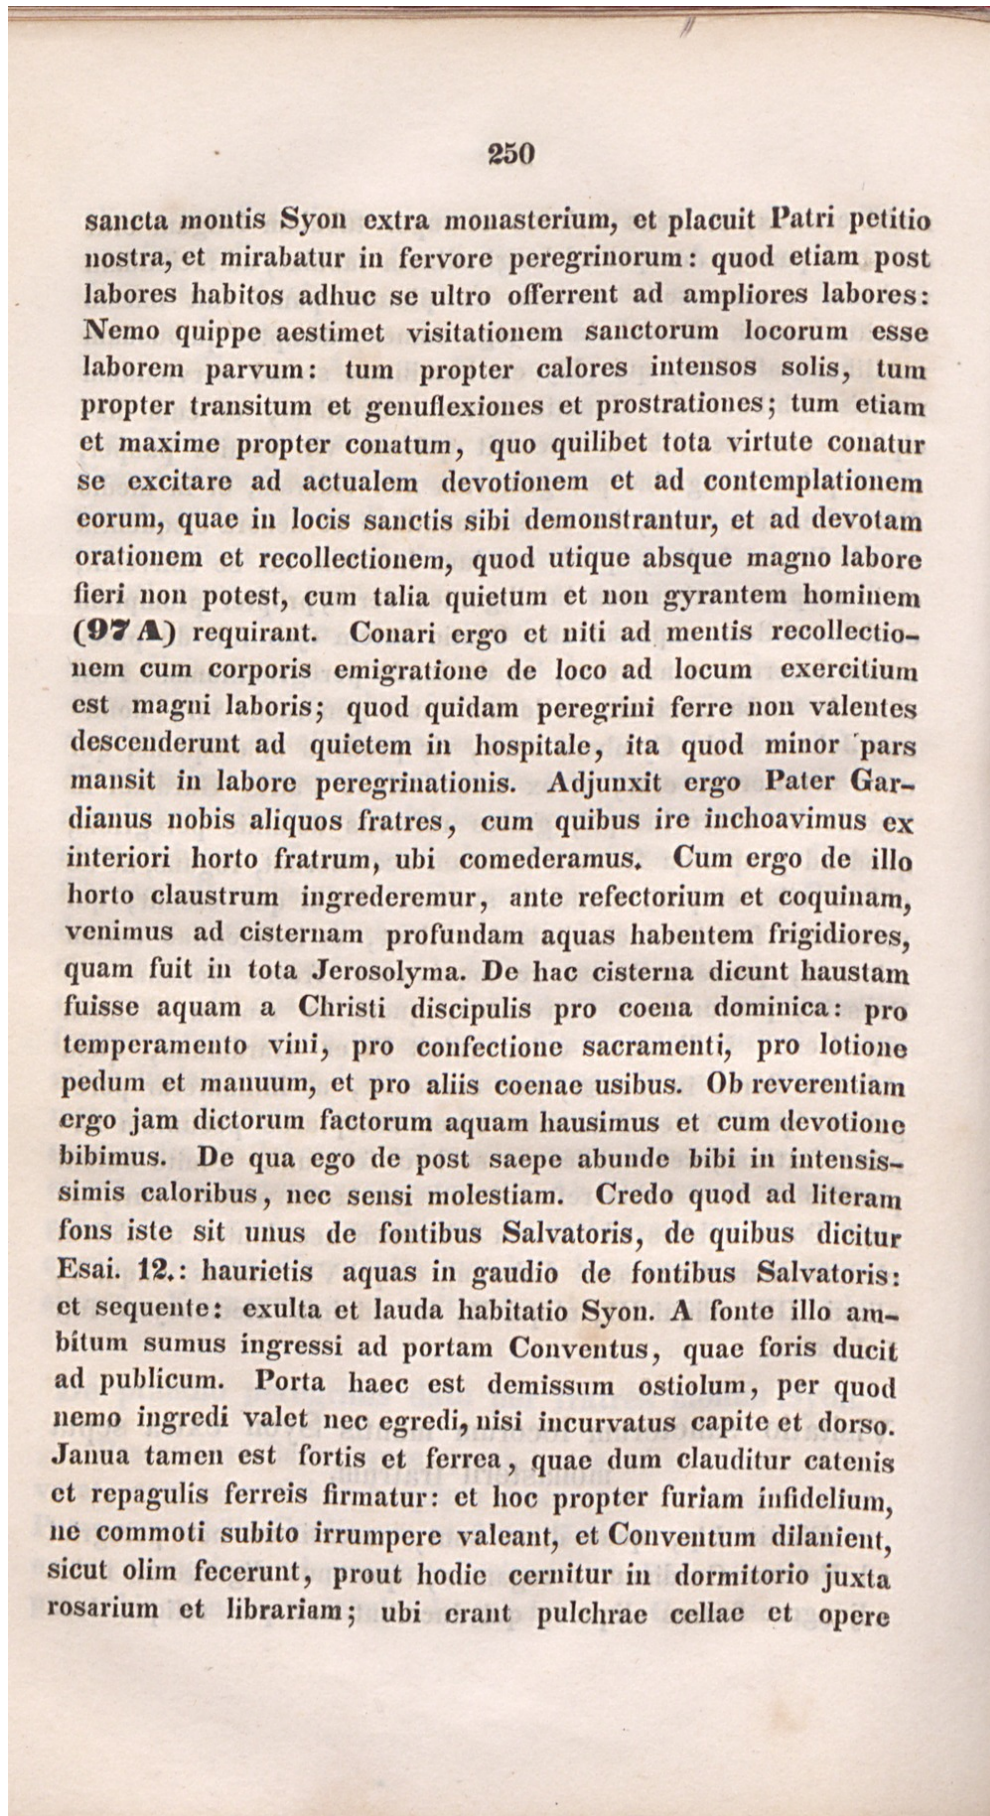 250
sancta montis Syon extra monasterium, et placuit Patri petitio
nostra, et mirabatur in fervore peregrinorum: quod etiam post
labores habitos adhuc se ultro offerrent ad ampliores labores:
Nemo quippe aestimet visitationem sanctorum locorum esse
laborem parvum: tum propter calores intensos solis, tum
propter transitum et genuflexiones et prostrationes; tum etiam
et maxime propter conatum, quo quilibet tota virtute conatur
se excitare ad actualem devotionem et ad contemplationem
eorum, quae in locis sanctis sibi demonstrantur, et ad devotam
orationem et recollectionem, quod utique absque magno labore
fieri non potest, cum talia quietum et non gyrantem hominem
(97 A) requirant. Conari ergo et niti ad mentis recollectio-
nem cum corporis emigratione de loco ad locum exercitium
est magni laboris; quod quidam peregrini ferre non valentes
descenderunt ad quietem in hospitale, ita quod minor pars
mansit in labore peregrinationis. Adjunxit ergo Pater Gar-
dianus nobis aliquos fratres, cum quibus ire inchoavimus ex
interiori horto fratrum, ubi comederamus. Cum ergo de illo
horto claustrum ingrederemur, ante refectorium et coquinam,
venimus ad cisternam profundam aquas habentem frigidiores,
quam fuit in tota Jerosolyma. De hac cisterna dicunt haustam
fuisse aquam a Christi discipulis pro coena dominica: pro
temperamento vini, pro confectione sacramenti, pro lotione
pedum et manuum, et pro aliis coenae usibus. Ob reverentiam
ergo jam dictorum factorum aquam hausimus et cum devotione
bibimus. De qua ego de post saepe abunde bibi in intensis-
simis caloribus, nec sensi molestiam. Credo quod ad literam
fons iste sit unus de fontibus Salvatoris, de quibus dicitur
Esai. 12.: haurietis aquas in gaudio de fontibus Salvatoris:
et sequente: exulta et lauda habitatio Syon. A fonte illo am-
bitum sumus ingressi ad portam Conventus, quae foris ducit
ad publicum. Porta haec est demissum ostiolum, per quod
nemo ingredi valet nec egredi, nisi incurvatus capite et dorso.
Janua tamen est fortis et ferrea, quae dum clauditur catenis
et repagulis ferreis firmatur: et hoc propter furiam infidelium,
ne commoti subito irrumpere valeant, et Conventum dilanient,
sicut olim fecerunt, prout hodie cernitur in dormitorio juxta
rosarium et librariam; ubi erant pulchrae cellae et opere